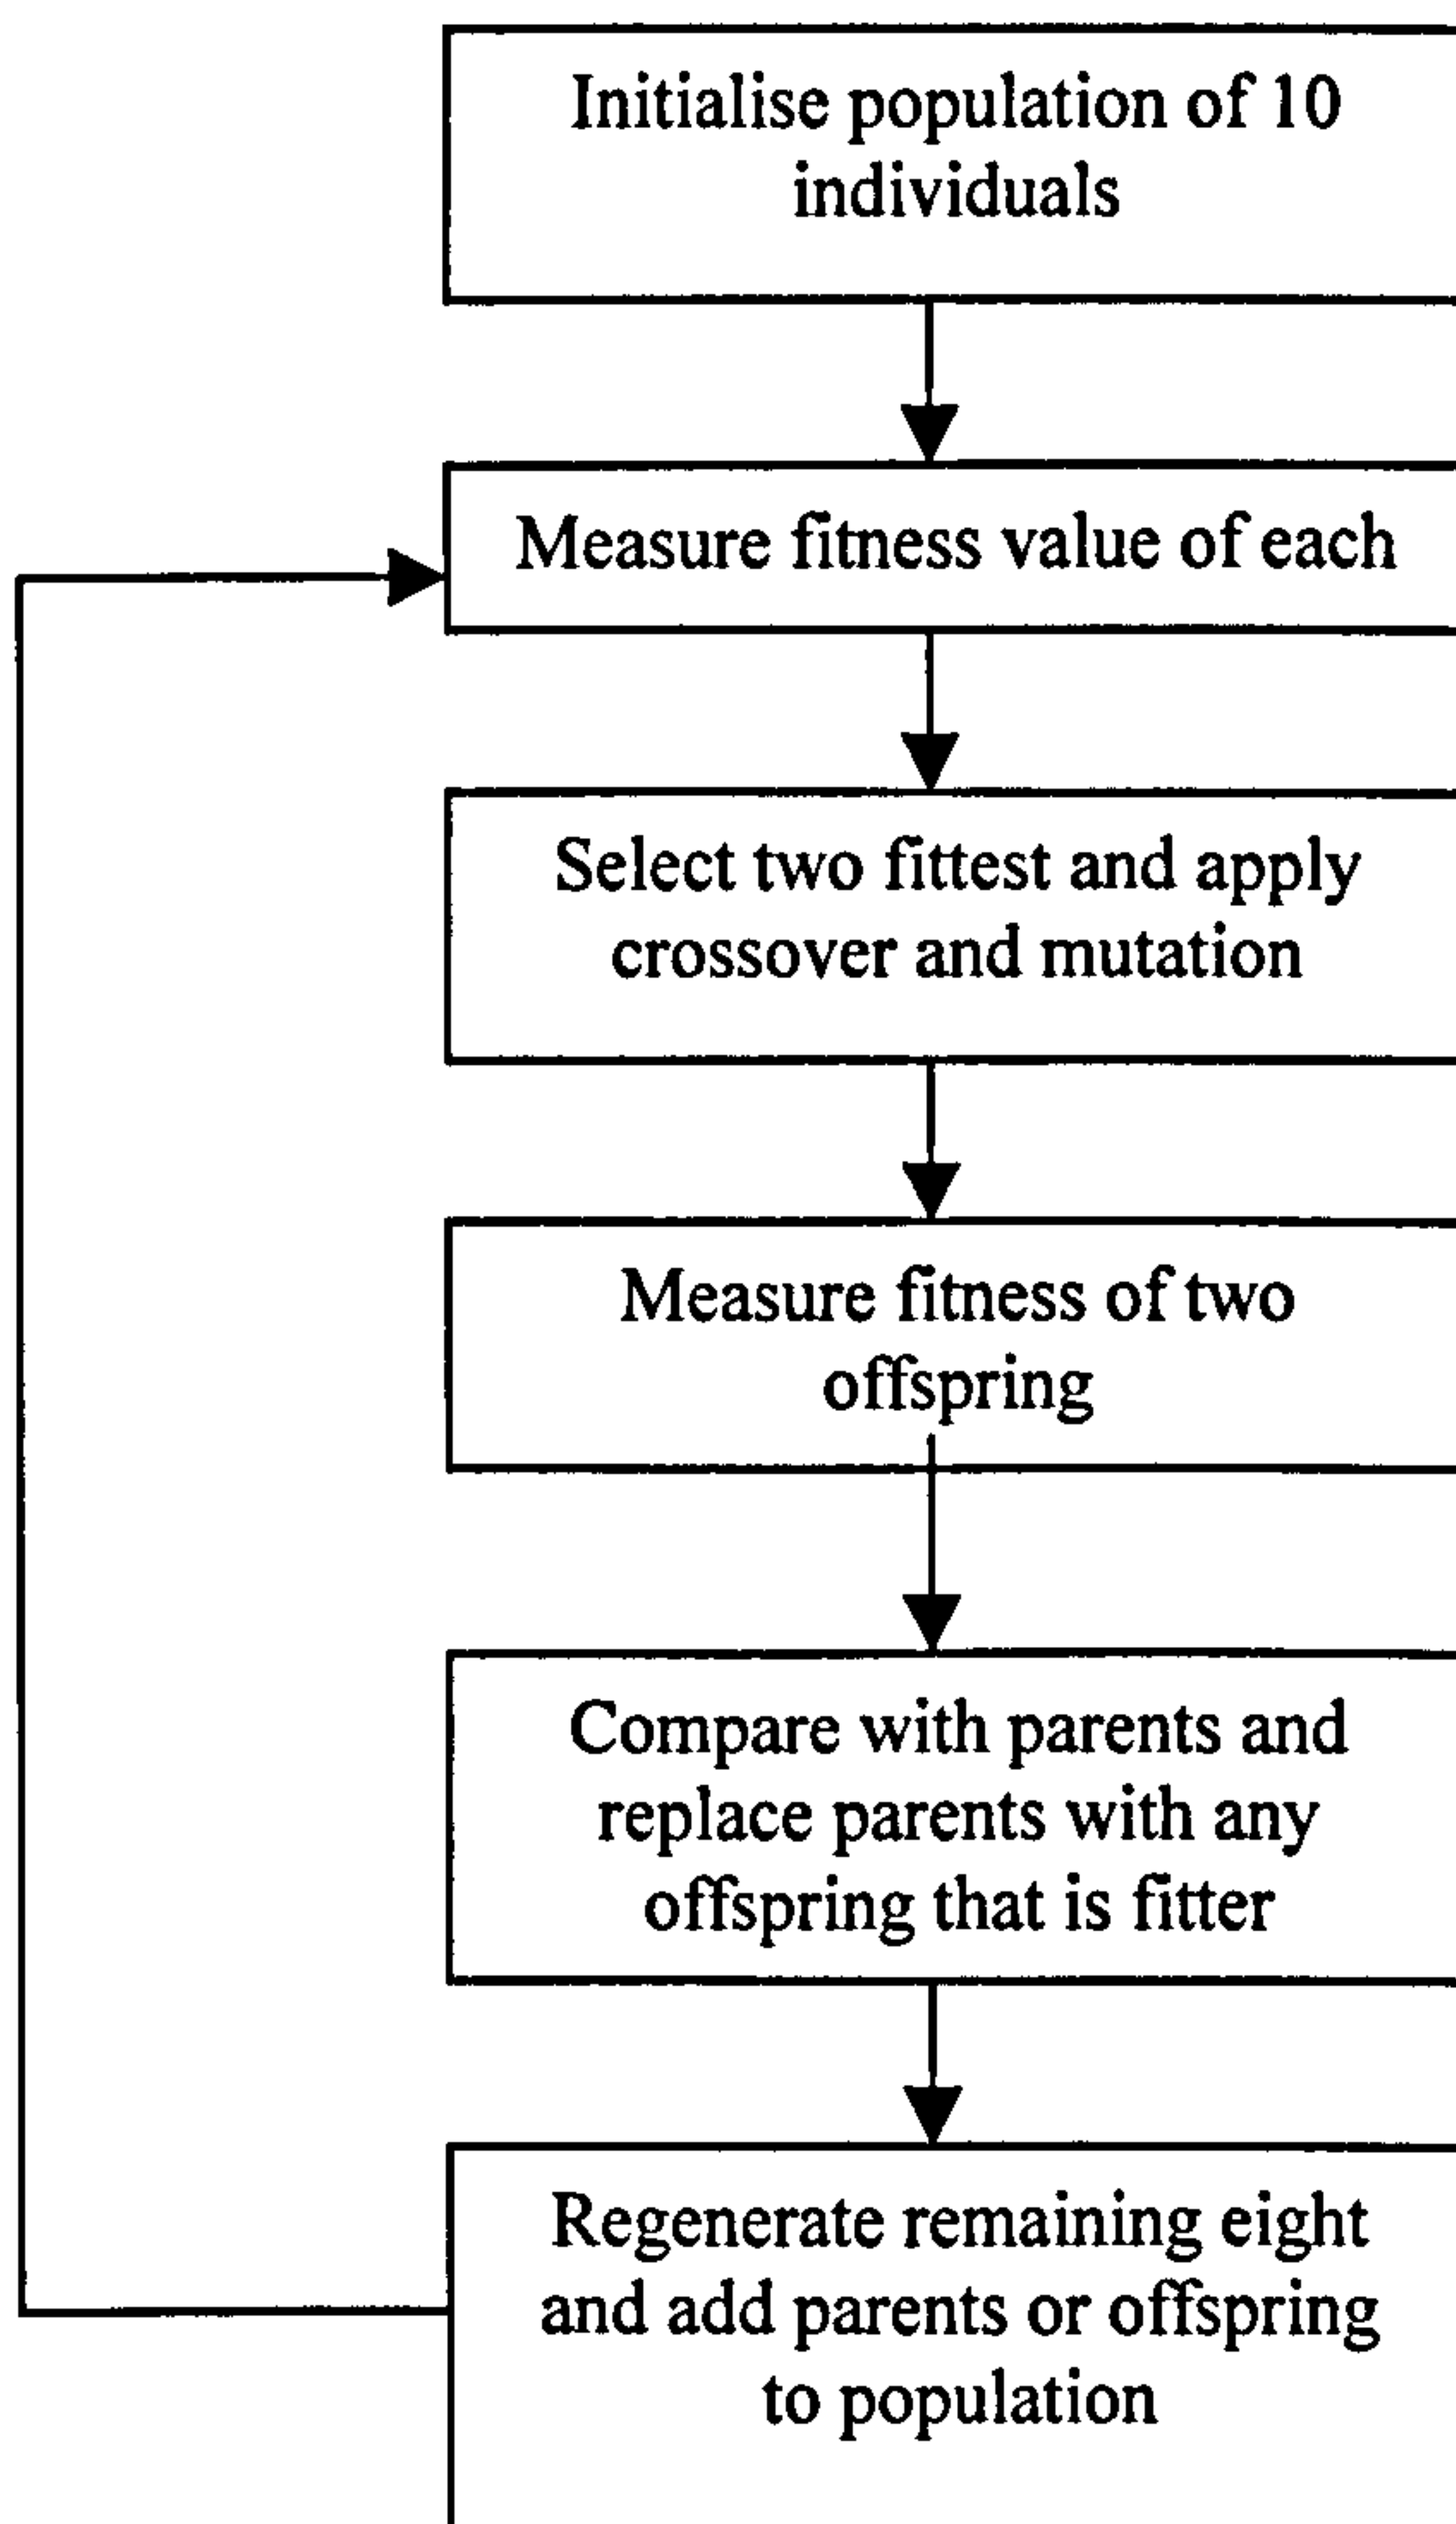 Initialise population of 10
individuals
Measure fitness value of each
Select two fittest and apply
crossover and mutation
Measure fitness of two
offspring
Compare with parents and
replace parents with any
offspring that is fitter
Regenerate remaining eight
and add parents or offspring
to population